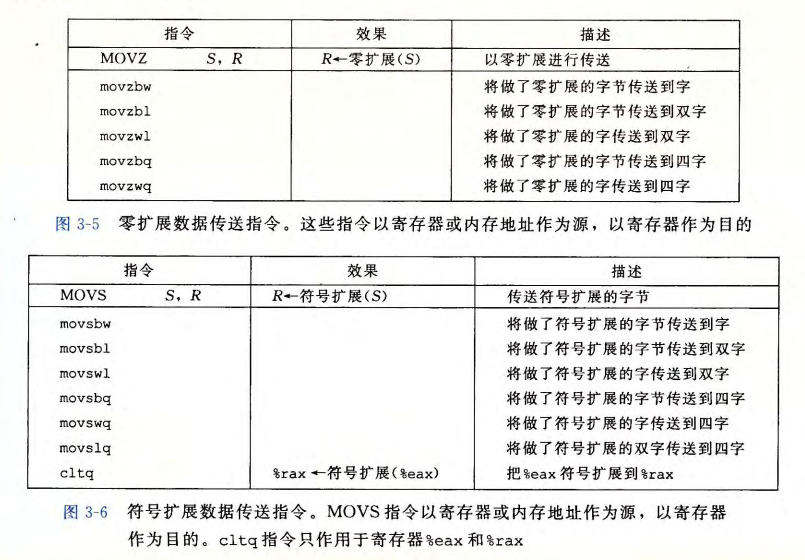 指令 效果 描述
MOVZ S, R R←零扩展(S) 以零扩展进行传送
movzbw 将做了零扩展的字节传送到字
movzbl 将做了零扩展的字节传送到双字
movzwl 将做了零扩展的字传送到双字
movzbq 将做了零扩展的字节传送到四字
movzwq 将做了零扩展的字传送到四字
图 3-5 零扩展数据传送指令。这些指令以寄存器或内存地址作为源，以寄存器作为目的
指令 效果 描述
MOVS S, R R←符号扩展(S) 传送符号扩展的字节
movsbw 将做了符号扩展的字节传送到字
movsbl 将做了符号扩展的字节传送到双字
movswl 将做了符号扩展的字传送到双字
movsbq 将做了符号扩展的字节传送到四字
movswq 将做了符号扩展的字传送到四字
movslq 将做了符号扩展的双字传送到四字
cltq %rax←符号扩展(%eax) 把%eax符号扩展到%rax
图 3-6 符号扩展数据传送指令。MOVS指令以寄存器或内存地址作为源，以寄存器
作为目的。cltq指令只作用于寄存器%eax和%rax